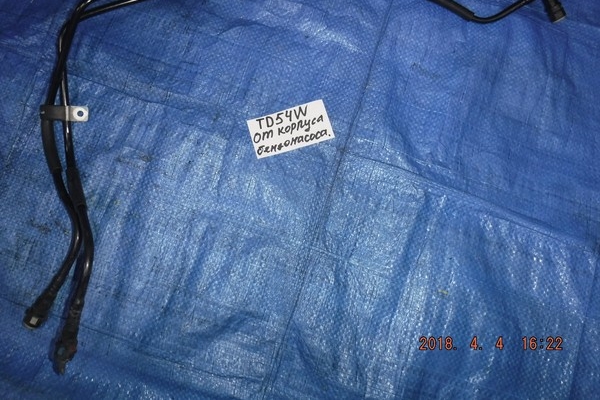 TD54W
от корпуса
бензонасоса.
2018. 4. 4 16:22